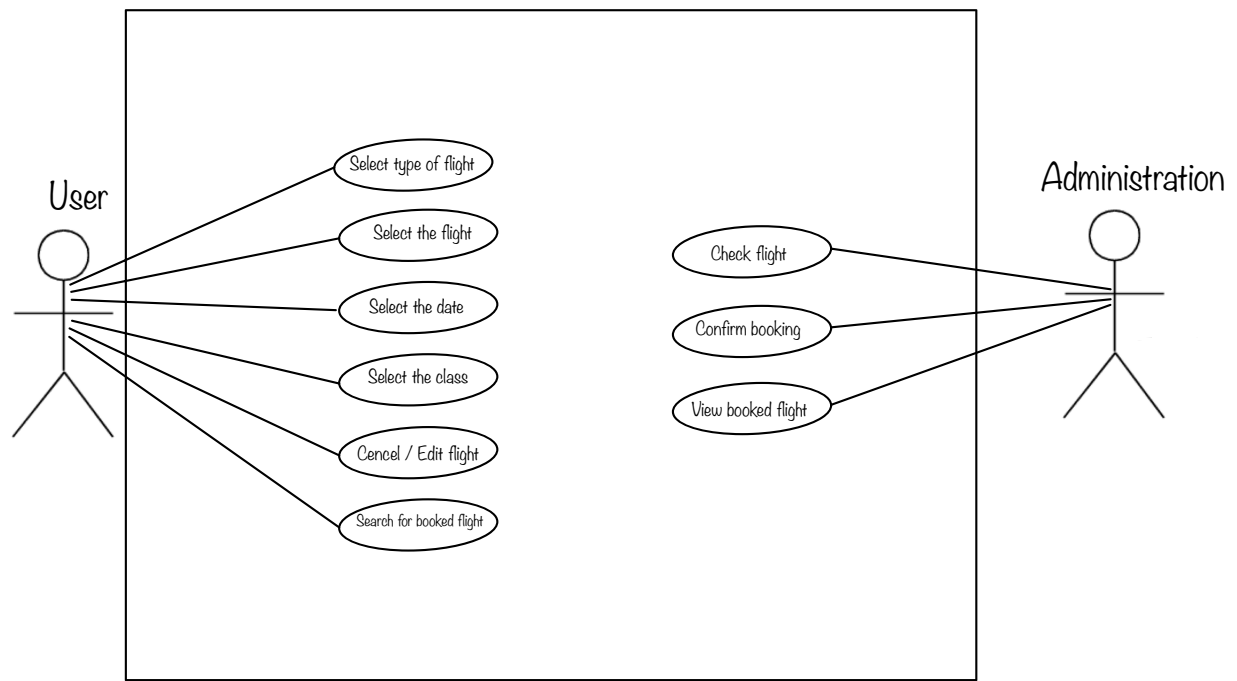 User
Select type of flight
Select the flight
Select the date
Select the class
Cencel / Edit flight
Search for booked flight
Check flight
Confirm booking
View booked flight
Administration